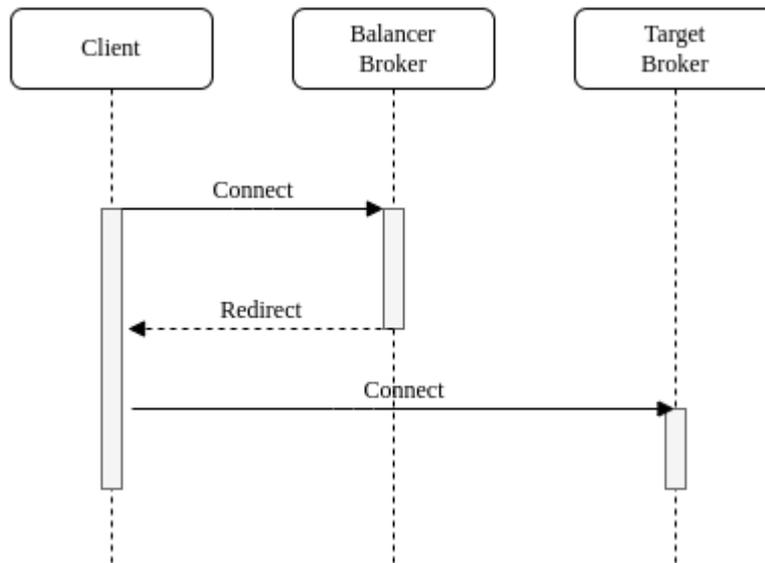 Client
Balancer
Broker
Target
Broker
Connect
Redirect
Connect